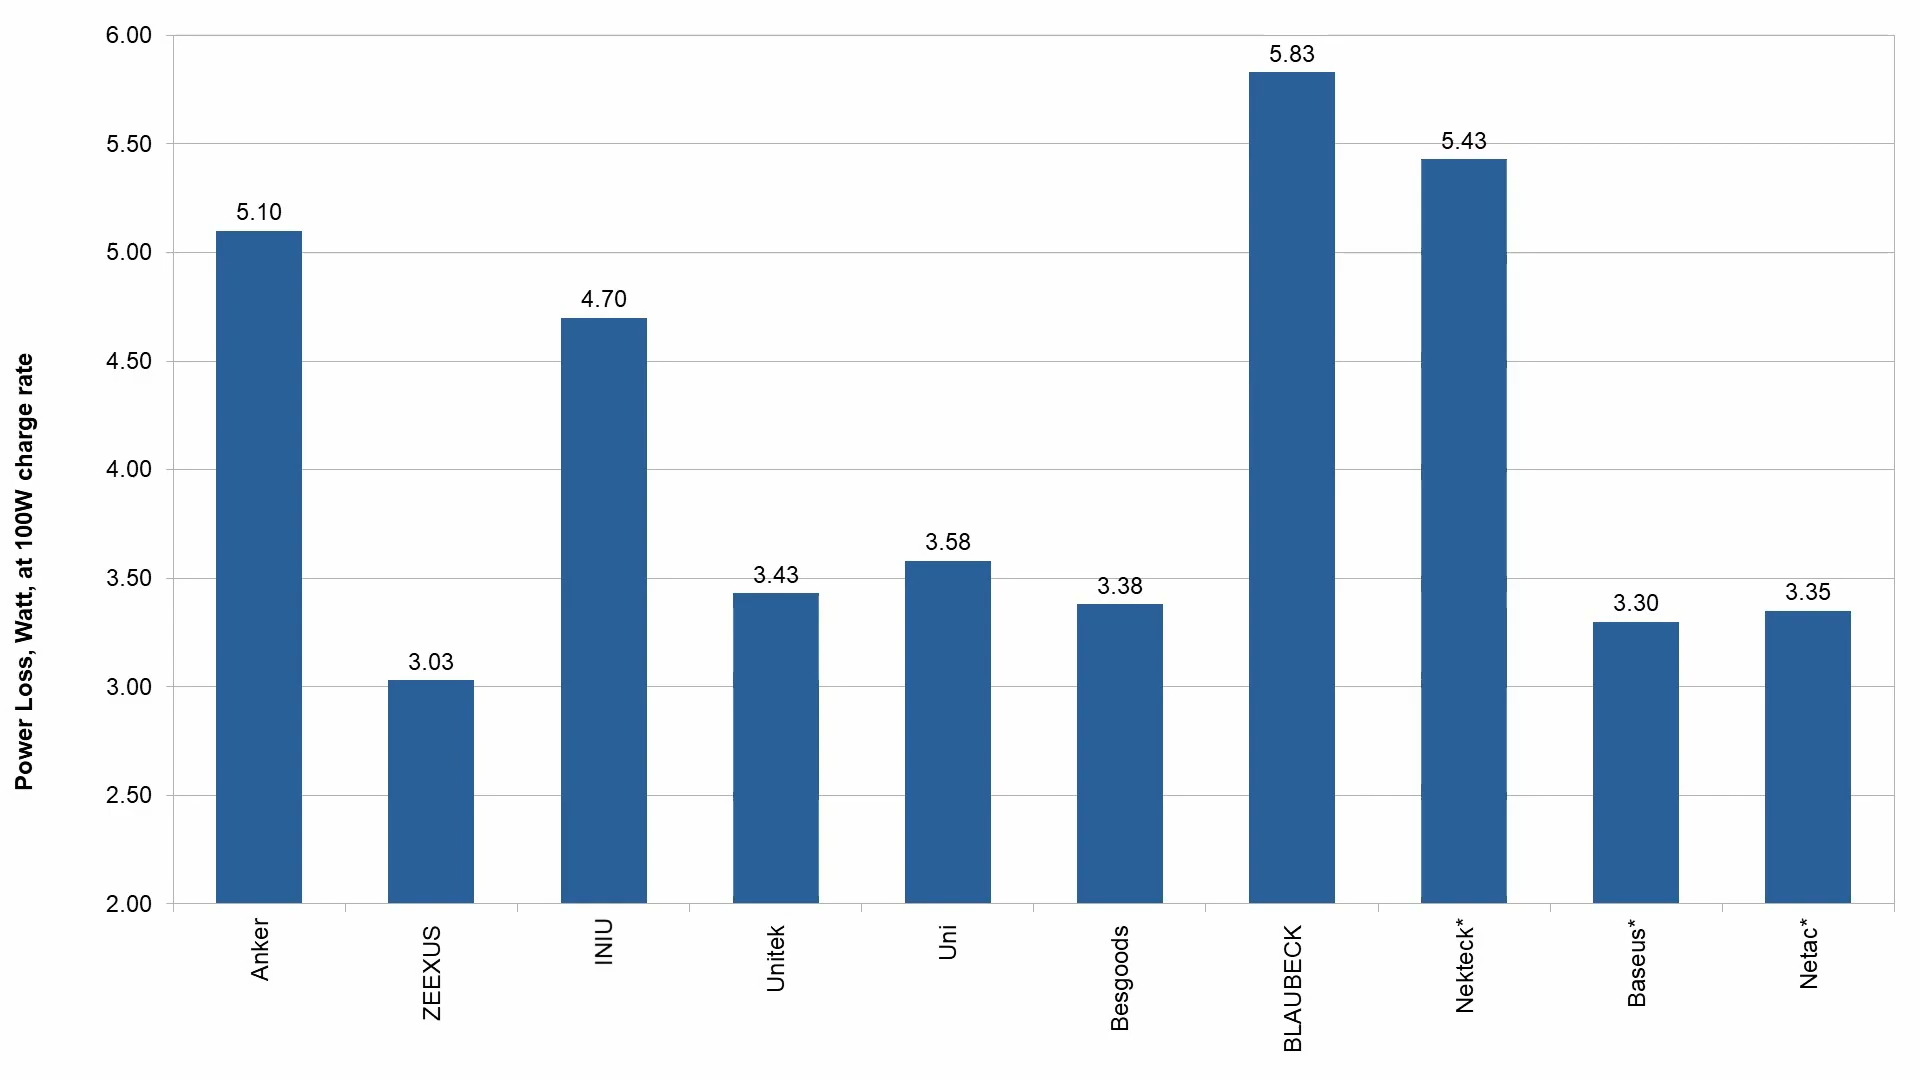 Power Loss, Watt, at 100W charge rate
6.00
5.50
5.00
4.50
4.00
3.50
3.00
2.50
2.00
5.10
3.03
4.70
3.43
3.58
3.38
5.83
5.43
3.30
3.35
Anker
ZEEXUS
INIU
Unitek
Uni
Besgoods
BLAUBECK
Nekteck*
Baseus*
Netac*